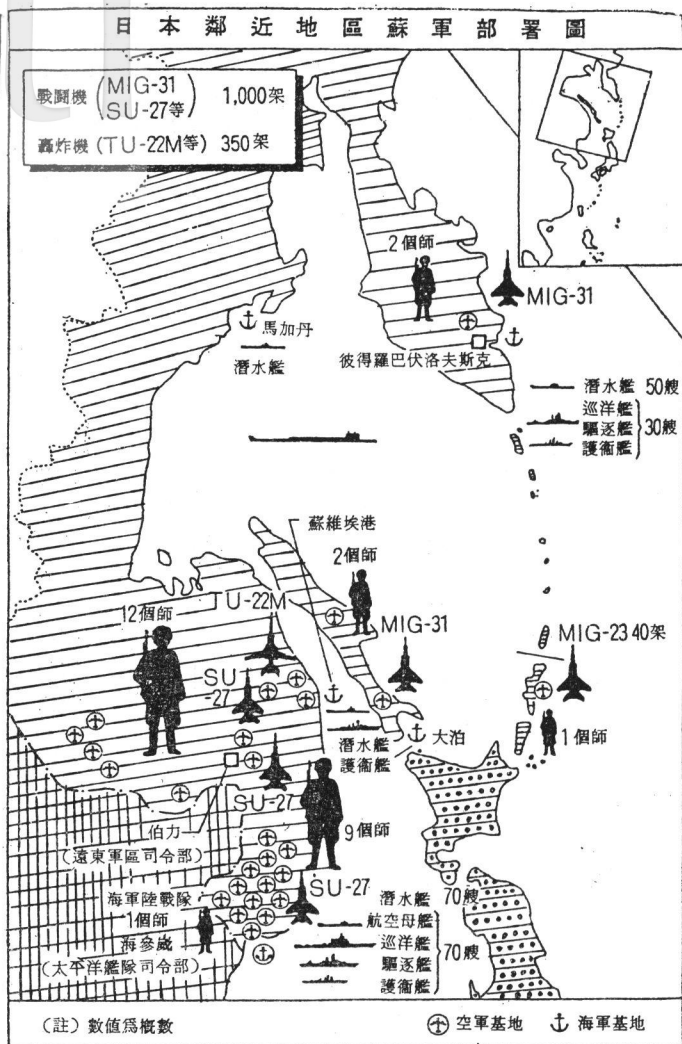 日本鄰近地區蘇軍部署圖
戰鬪機 (MIG-31 SU-27等) 1,000架
轟炸機 (TU-22M等) 350架
2個師
MIG-31
馬加丹
潛水艦
彼得羅巴伏洛夫斯克
潛水艦 50艘
巡洋艦
驅逐艦
護衞艦
30艘
蘇維埃港
2個師
TU-22M
12個師
MIG-31
MIG-23 40架
SU-27
1個師
大泊
潛水艦
護衞艦
SU-27
9個師
伯力
(遠東軍區司令部)
SU-27
海軍陸戰隊
1個師
海參崴
(太平洋艦隊司令部)
潛水艦 70艘
航空母艦
巡洋艦
驅逐艦
護衞艦
70艘
(註) 數值爲概數
空軍基地
海軍基地